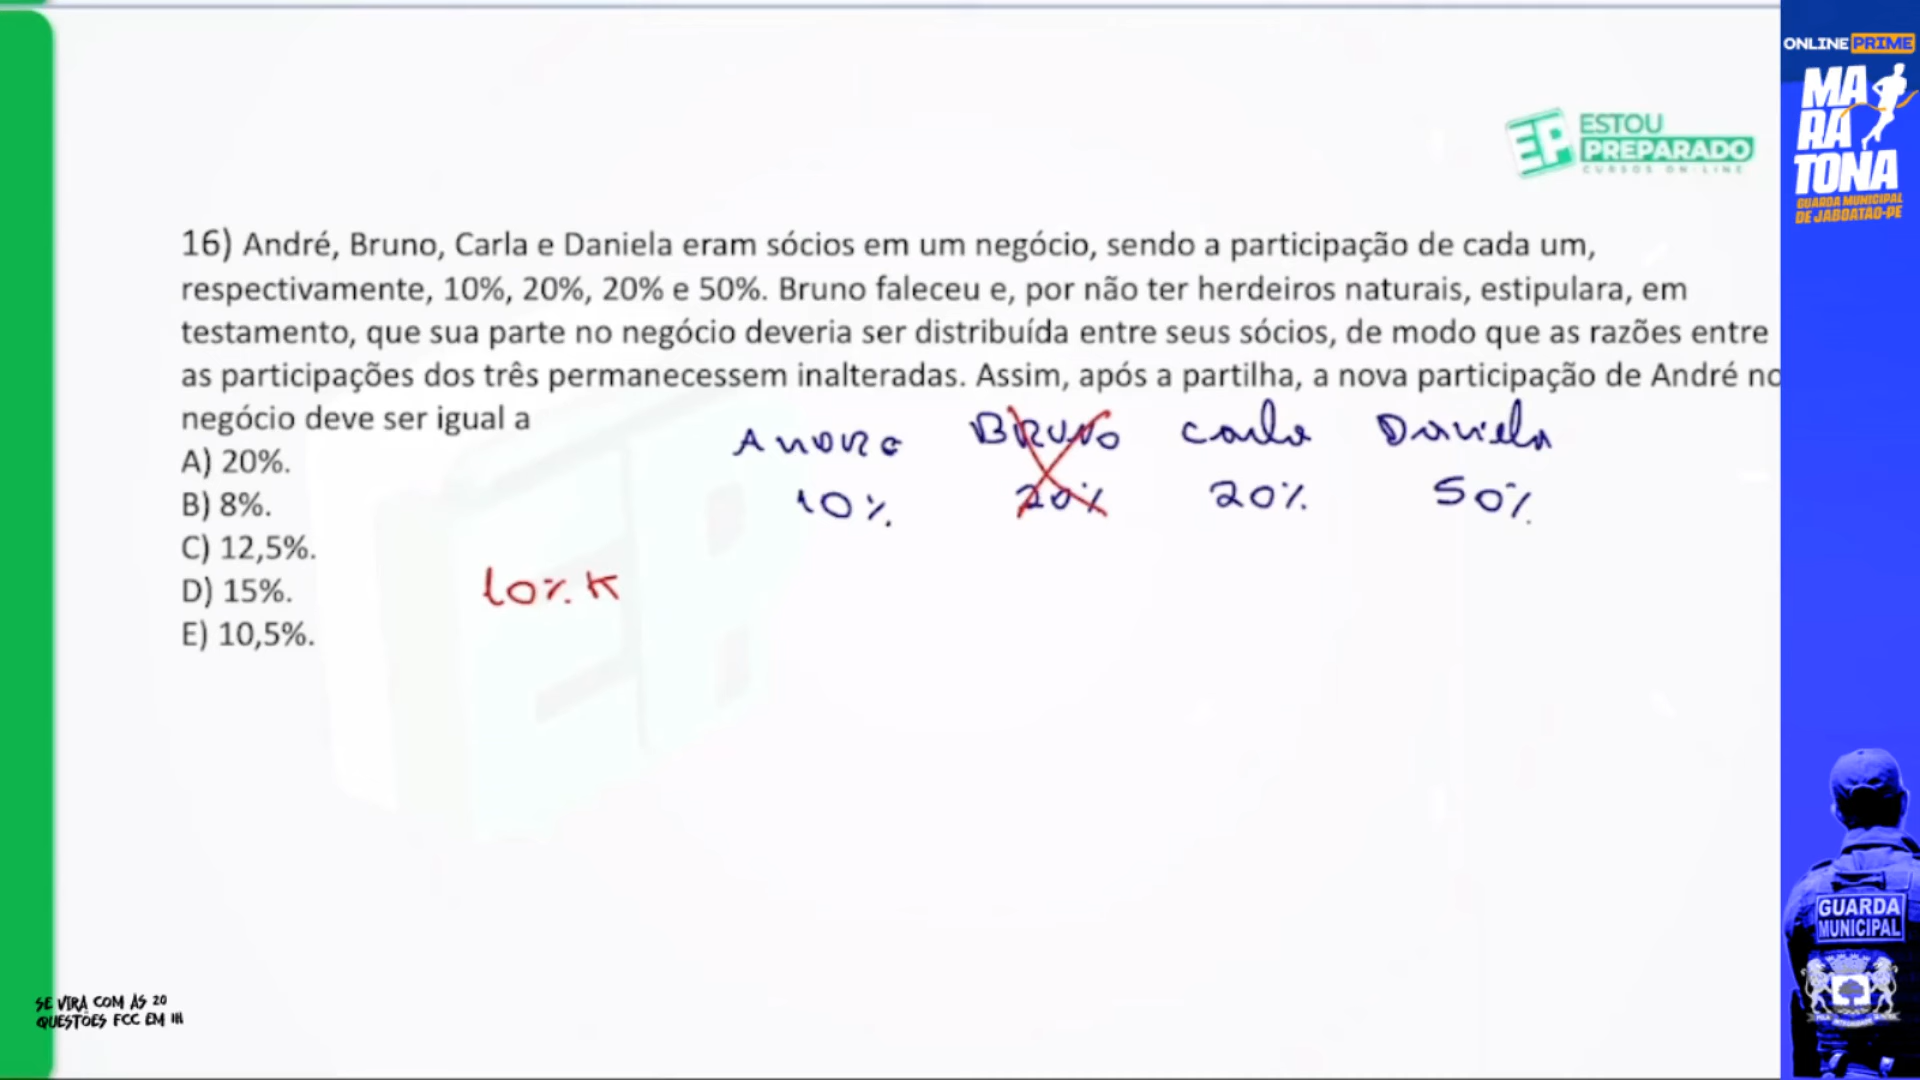 ONLINE PRIME
MA
RA
TONA
GUARDA MUNICIPAL
DE JABOATÃO-PE
EP ESTOU
PREPARADO
CURSOS ON-LINE
16) André, Bruno, Carla e Daniela eram sócios em um negócio, sendo a participação de cada um,
respectivamente, 10%, 20%, 20% e 50%. Bruno faleceu e, por não ter herdeiros naturais, estipulara, em
testamento, que sua parte no negócio deveria ser distribuída entre seus sócios, de modo que as razões entre
as participações dos três permanecessem inalteradas. Assim, após a partilha, a nova participação de André no
negócio deve ser igual a
Andre Bruno Carla Daniela
A) 20%.
B) 8%.
10% 20% 20% 50%
C) 12,5%.
D) 15%.
10% K
E) 10,5%.
GUARDA
MUNICIPAL
SE VIRA COM AS 20
QUESTÕES FCC EM 1H